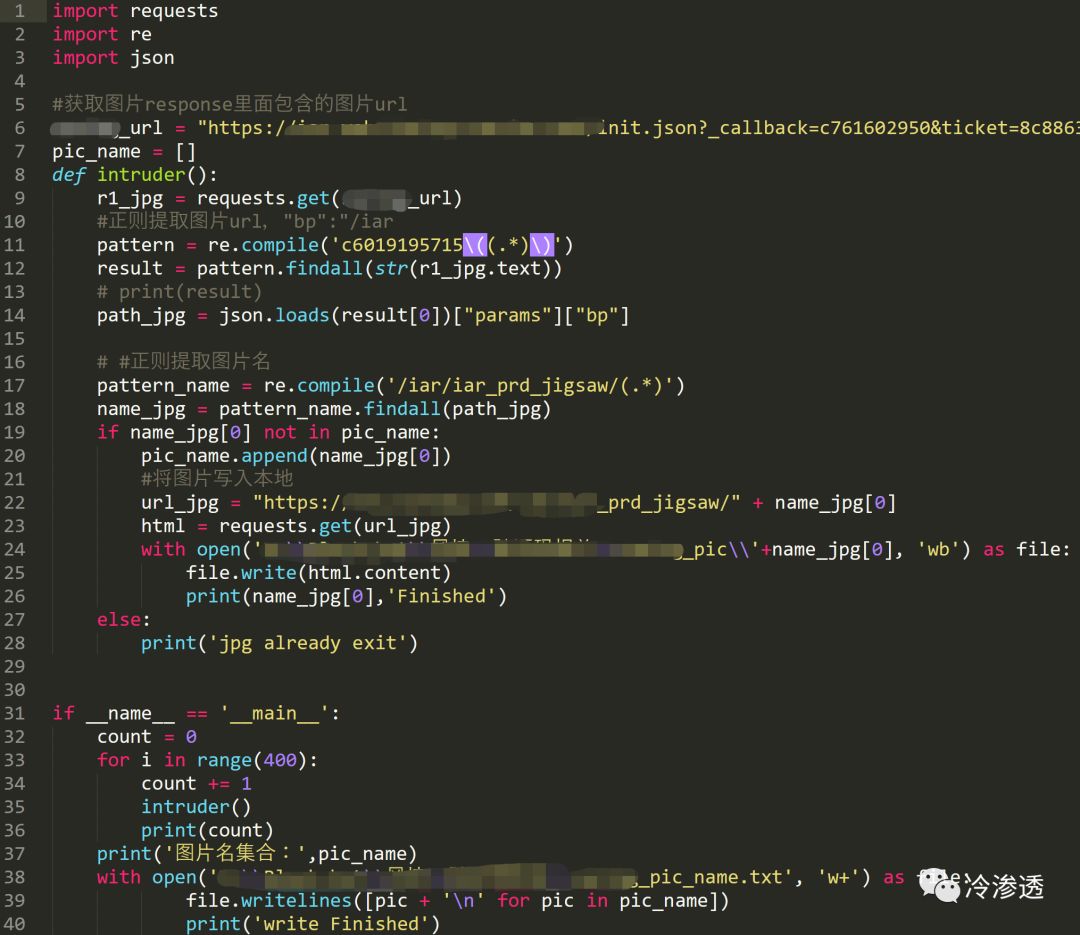 1 import requests
2 import re
3 import json
4
5 #获取图片response里面包含的图片url
6 _url = "https:/ init.json?_callback=c761602950&ticket=8c8863
7 pic_name = []
8 def intruder():
9 r1_jpg = requests.get( _url)
10 #正则提取图片url, "bp":"/iar
11 pattern = re.compile('c6019195715\((.*)\)')
12 result = pattern.findall(str(r1_jpg.text))
13 # print(result)
14 path_jpg = json.loads(result[0])["params"]["bp"]
15
16 # #正则提取图片名
17 pattern_name = re.compile('/iar/iar_prd_jigsaw/(.*)')
18 name_jpg = pattern_name.findall(path_jpg)
19 if name_jpg[0] not in pic_name:
20 pic_name.append(name_jpg[0])
21 #将图片写入本地
22 url_jpg = "https:/ _prd_jigsaw/" + name_jpg[0]
23 html = requests.get(url_jpg)
24 with open(' _pic\\'+name_jpg[0], 'wb') as file:
25 file.write(html.content)
26 print(name_jpg[0],'Finished')
27 else:
28 print('jpg already exit')
29
30
31 if __name__ == '__main__':
32 count = 0
33 for i in range(400):
34 count += 1
35 intruder()
36 print(count)
37 print('图片名集合：',pic_name)
38 with open(' _pic_name.txt', 'w+') as
39 file.writelines([pic + '\n' for pic in pic_name])
40 print('write Finished')
冷渗透